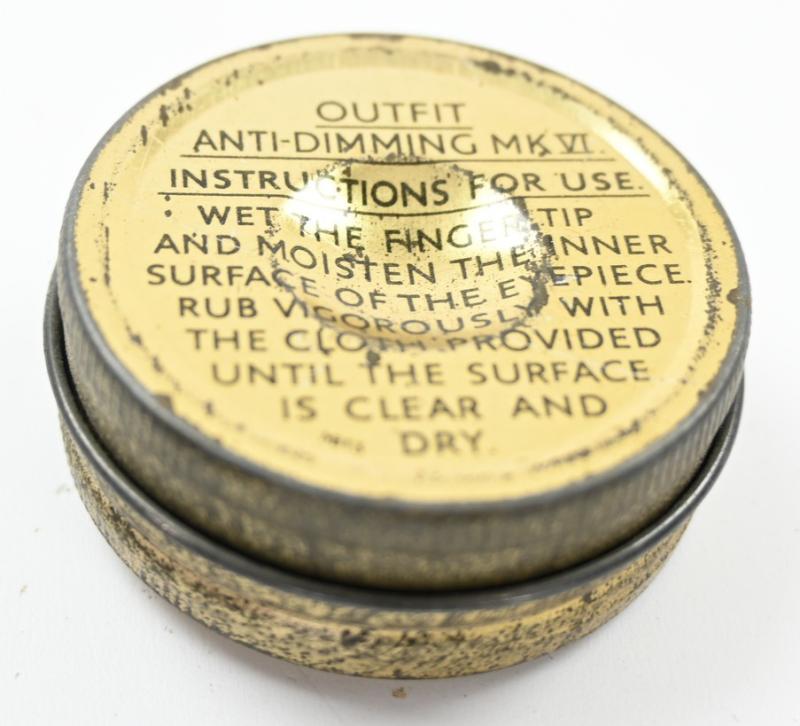 OUTFIT
ANTI-DIMMING MK VI.
INSTRUCTIONS FOR USE.
WET THE FINGER TIP
AND MOISTEN THE INNER
SURFACE OF THE EYEPIECE.
RUB VIGOROUSLY WITH
THE CLOTH PROVIDED
UNTIL THE SURFACE
IS CLEAR AND
DRY.